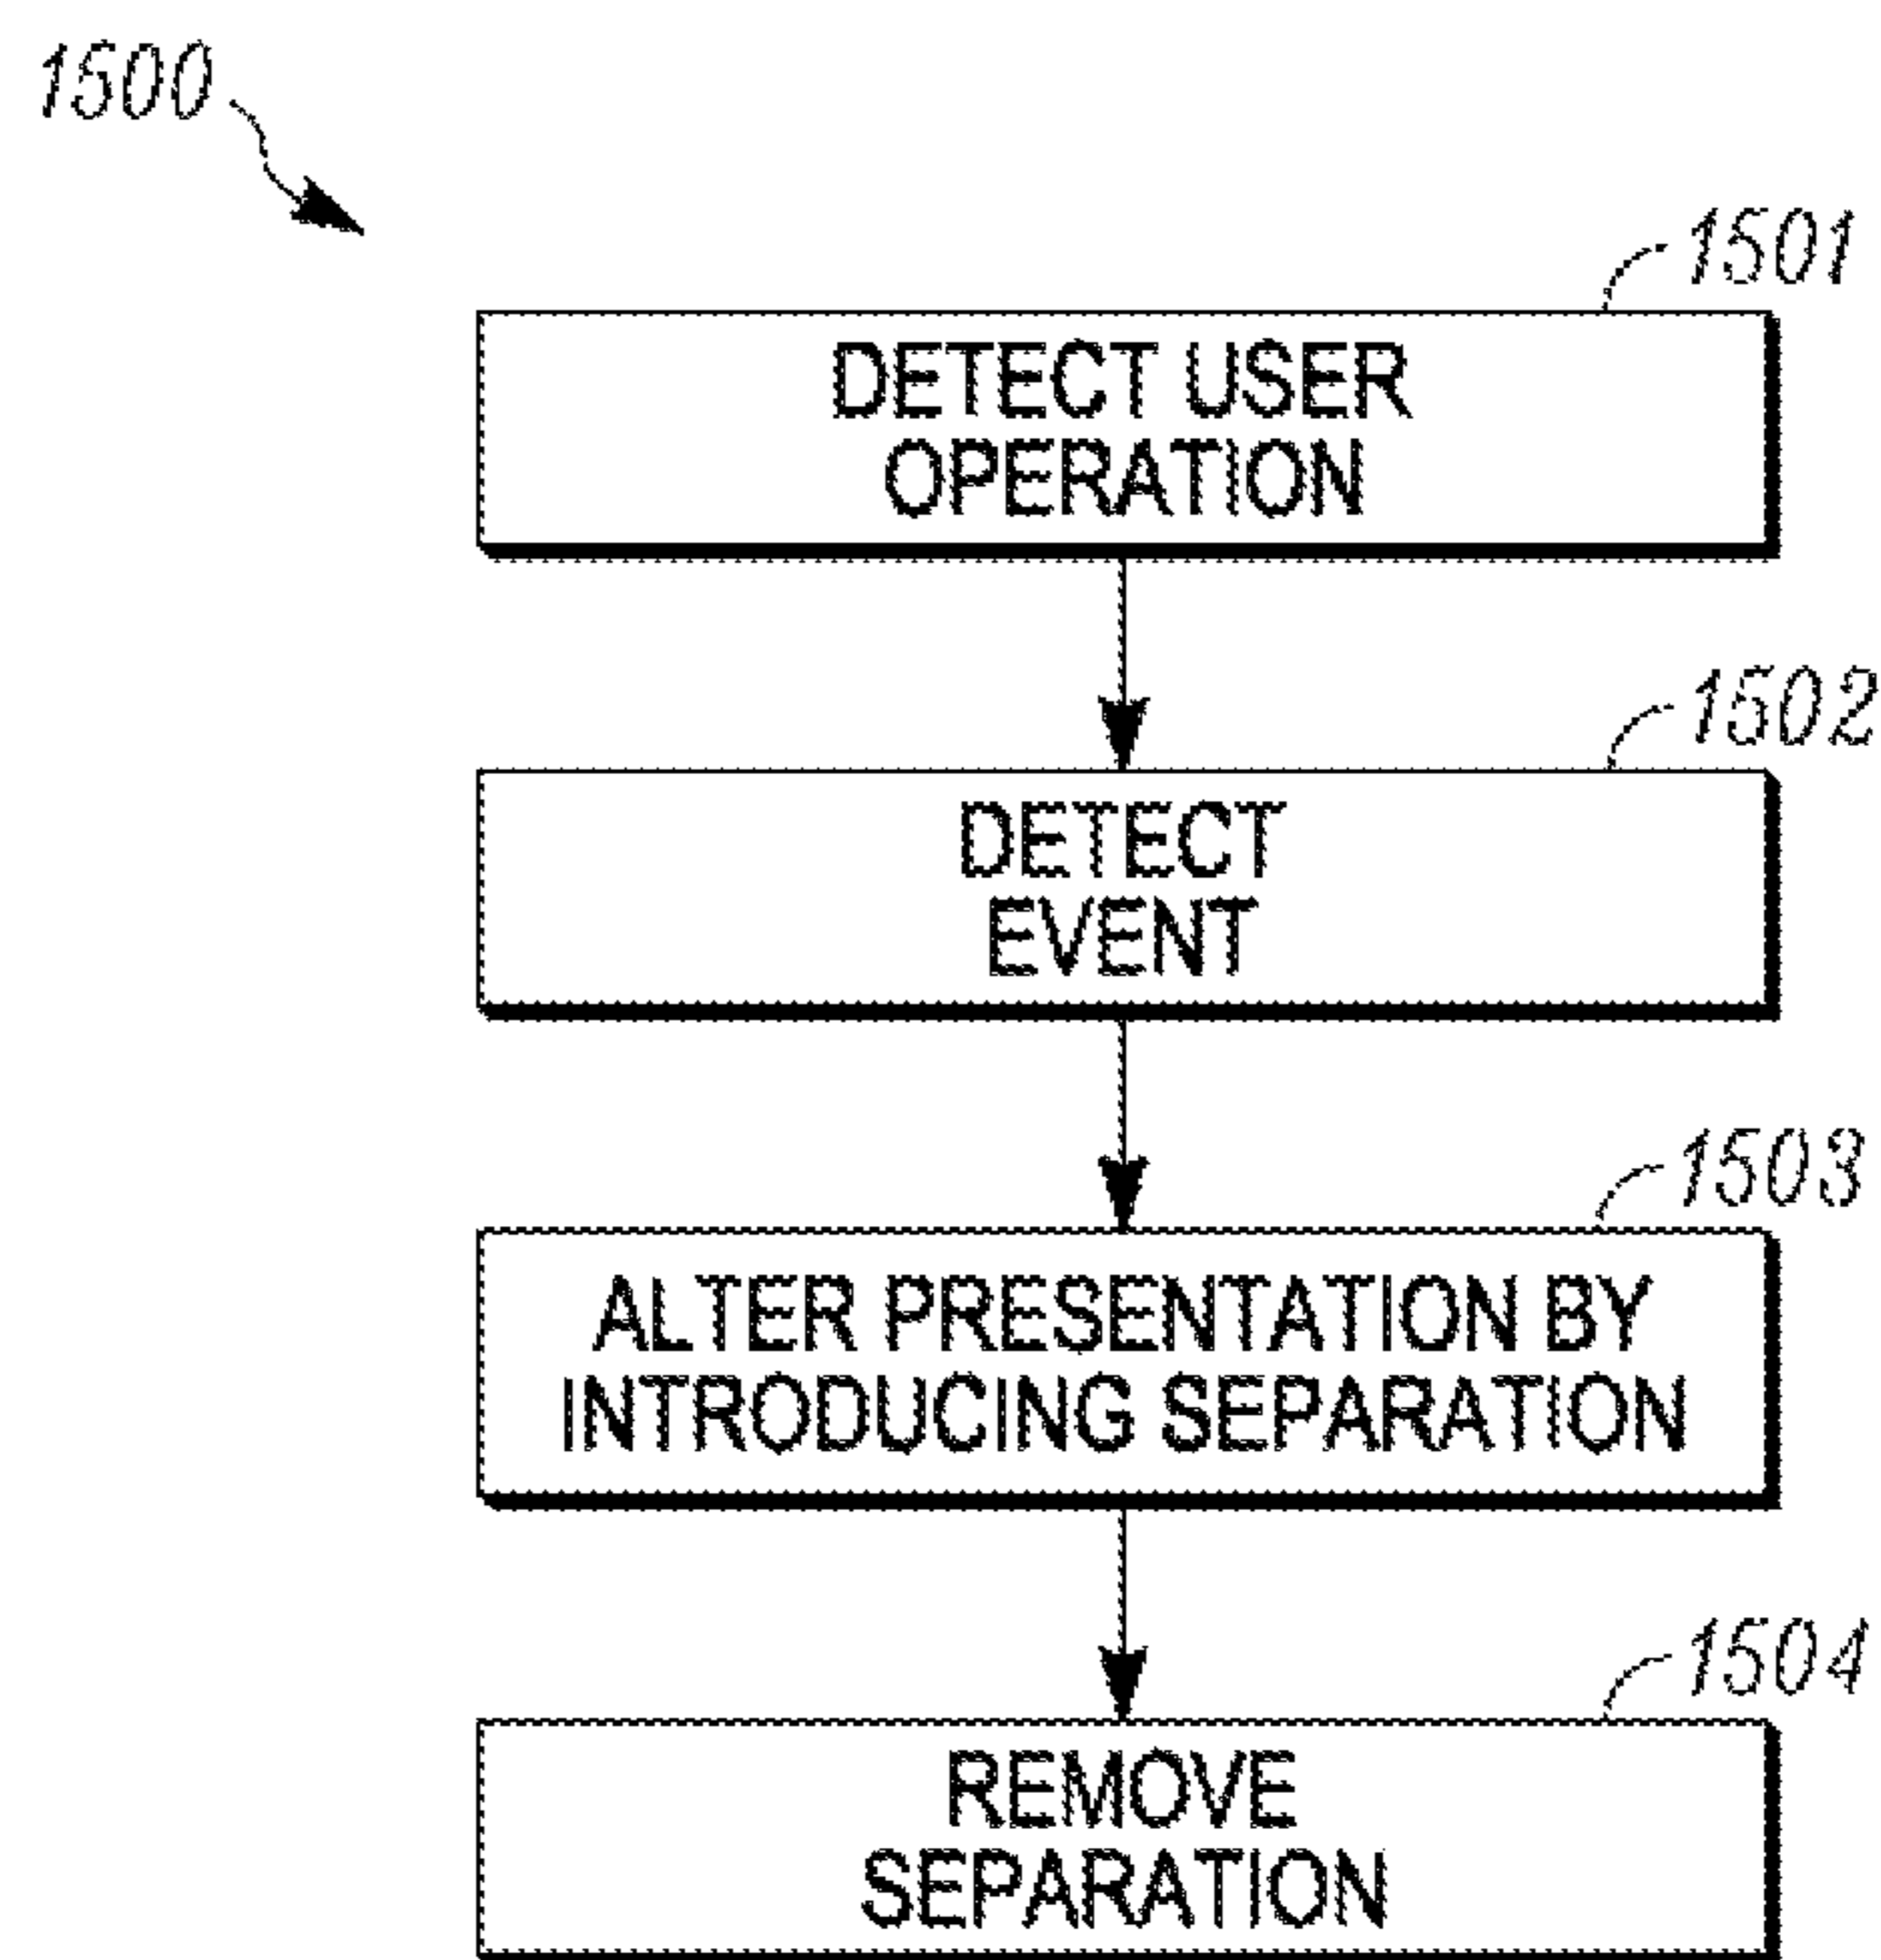 1500
1501
DETECT USER
OPERATION
1502
DETECT
EVENT
1503
ALTER PRESENTATION BY
INTRODUCING SEPARATION
1504
REMOVE
SEPARATION